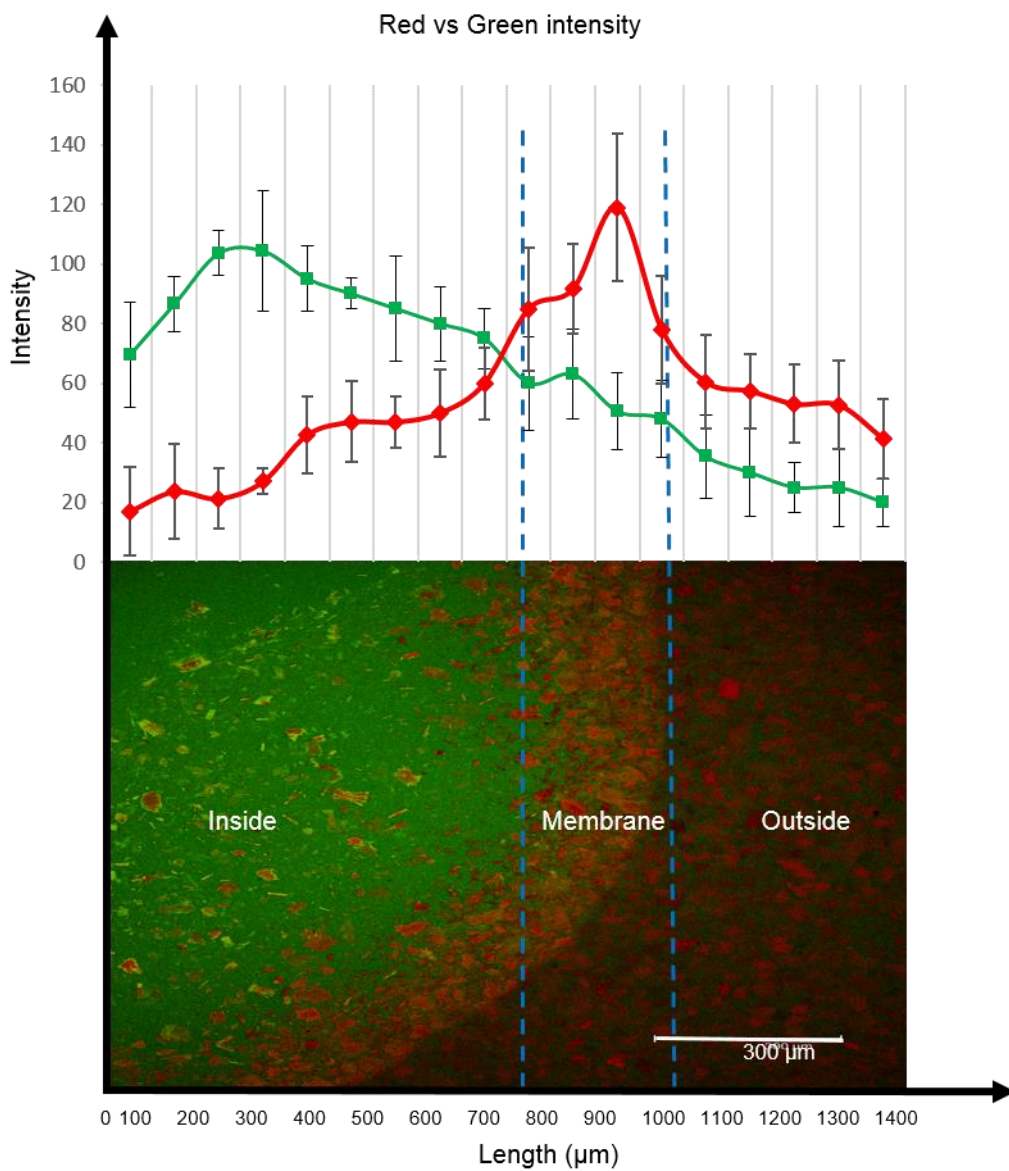 Red vs Green intensity
160
140
120
100
80
60
40
20
0
Intensity
Inside Membrane Outside
300 µm
0 100 200 300 400 500 600 700 800 900 1000 1100 1200 1300 1400
Length (µm)